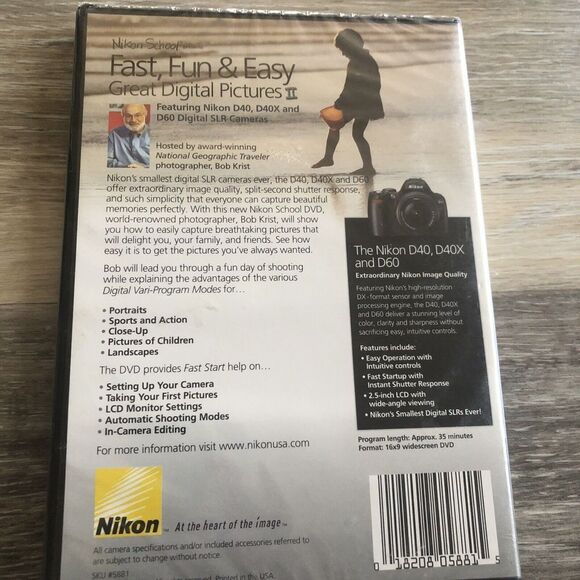 Nikon School
Fast, Fun & Easy
Great Digital Pictures II
Featuring Nikon D40, D40X and
D60 Digital SLR Cameras
Hosted by award-winning
National Geographic Traveler
photographer, Bob Krist
Nikon's smallest digital SLR cameras ever, the D40, D40X and D60
offer extraordinary image quality, split-second shutter response,
and such simplicity that everyone can capture beautiful
memories perfectly. With this new Nikon School DVD,
world-renowned photographer, Bob Krist, will show
you how to easily capture breathtaking pictures that
will delight you, your family, and friends. See how
easy it is to get the pictures you've always wanted.
Bob will lead you through a fun day of shooting
while explaining the advantages of the various
Digital Vari-Program Modes for…
• Portraits
• Sports and Action
• Close-Up
• Pictures of Children
• Landscapes
The DVD provides Fast Start help on…
• Setting Up Your Camera
• Taking Your First Pictures
• LCD Monitor Settings
• Automatic Shooting Modes
• In-Camera Editing
For more information visit www.nikonusa.com
Nikon
The Nikon D40, D40X
and D60
Extraordinary Nikon Image Quality
Featuring Nikon's high-resolution
DX-format sensor and image
processing engine, the D40, D40X
and D60 deliver a stunning level of
color, clarity and sharpness without
sacrificing easy, intuitive controls.
Features include:
• Easy Operation with
Intuitive controls
• Fast Startup with
Instant Shutter Response
• 2.5-inch LCD with
wide-angle viewing
• Nikon's Smallest Digital SLRs Ever!
Program length: Approx. 35 minutes
Format: 16x9 widescreen DVD
Nikon
At the heart of the image™
All camera specifications and/or included accessories referred to
are subject to change without notice.
SKU #5881
Printed in the USA.
0 18208 05881 5